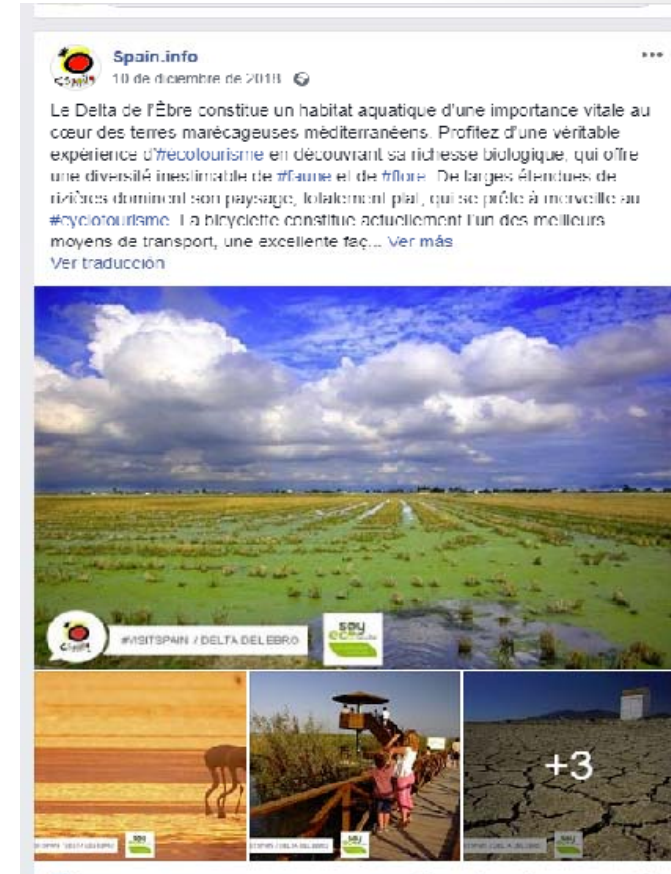 Spain.info
10 de diciembre de 2018
Le Delta de l'Èbre constitue un habitat aquatique d'une importance vitale au
cœur des terres marécageuses méditerranéens. Profitez d'une véritable
expérience d'#écotourisme en découvrant sa richesse biologique, qui offre
une diversité inestimable de #faune et de #flore. De larges étendues de
rizières dominent son paysage, totalement plat, qui se prête à merveille au
#cyclotourisme. La bicyclette constitue actuellement l'un des meilleurs
moyens de transport, une excellente faç... Ver más
Ver traducción
#VISITSPAIN / DELTA DEL EBRO
soy
eco
+3